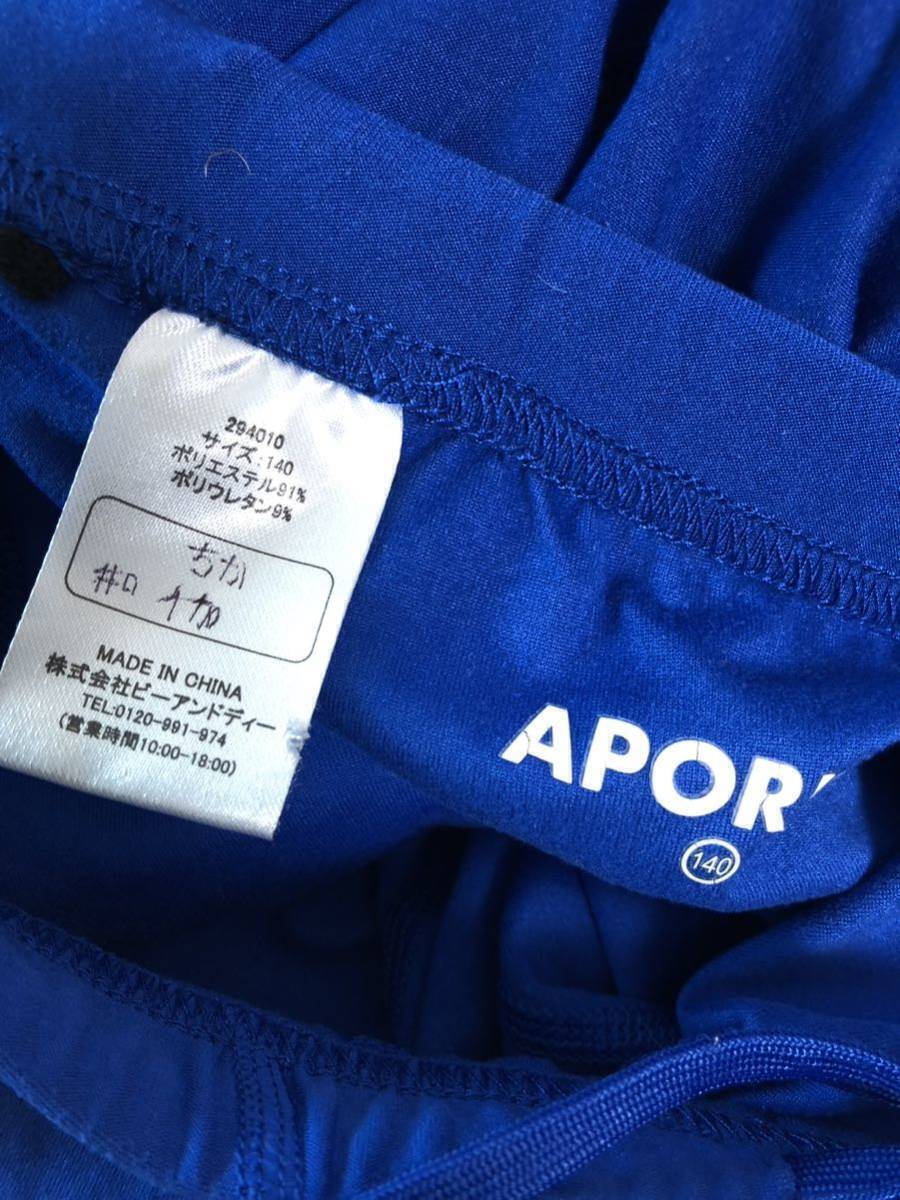 294010
サイズ:140
ポリエステル91%
ポリウレタン9%
ちか
井口 千加
MADE IN CHINA
株式会社ビーアンドディー
TEL:0120-991-974
(営業時間10:00-18:00)
APOR
140